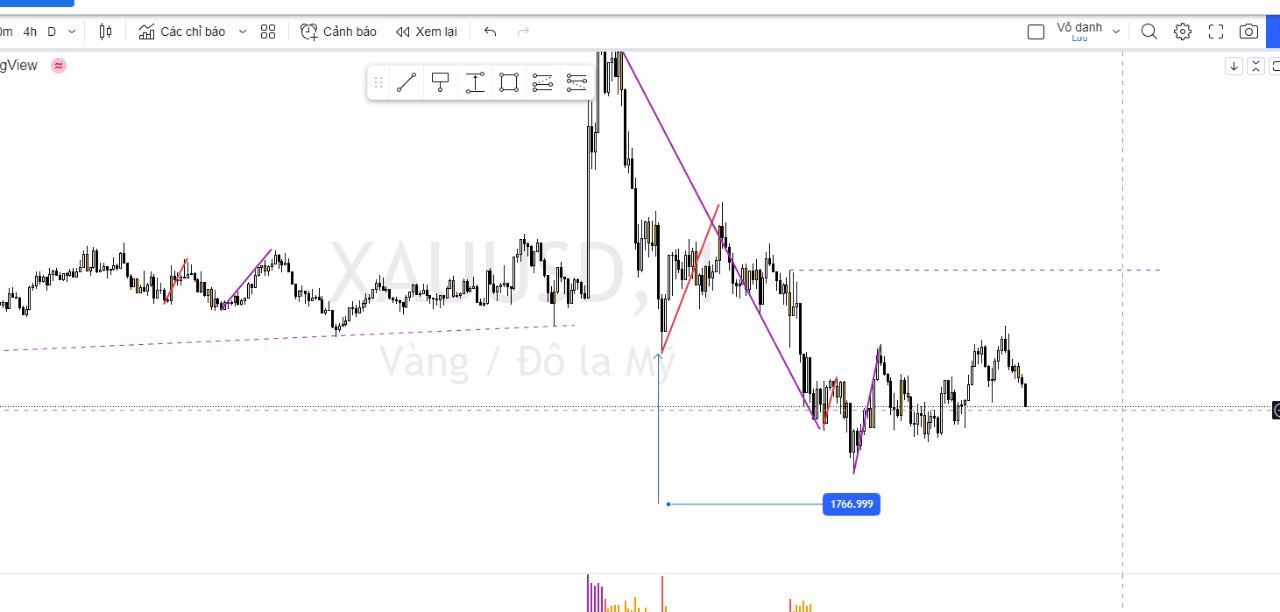 0m 4h D Các chỉ báo Cảnh báo Xem lại Vô danh
Lưu
gView
XAUUSD, 1
Vàng / Đô la Mỹ
1766.999